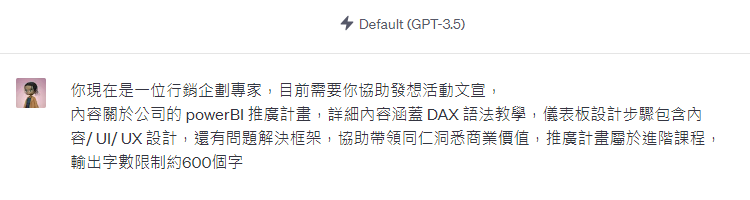 Default (GPT-3.5)
你現在是一位行銷企劃專家，目前需要你協助發想活動文宣，
內容關於公司的 powerBI 推廣計畫，詳細內容涵蓋 DAX 語法教學，儀表板設計步驟包含內
容/ UI/ UX 設計，還有問題解決框架，協助帶領同仁洞悉商業價值，推廣計畫屬於進階課程，
輸出字數限制約600個字